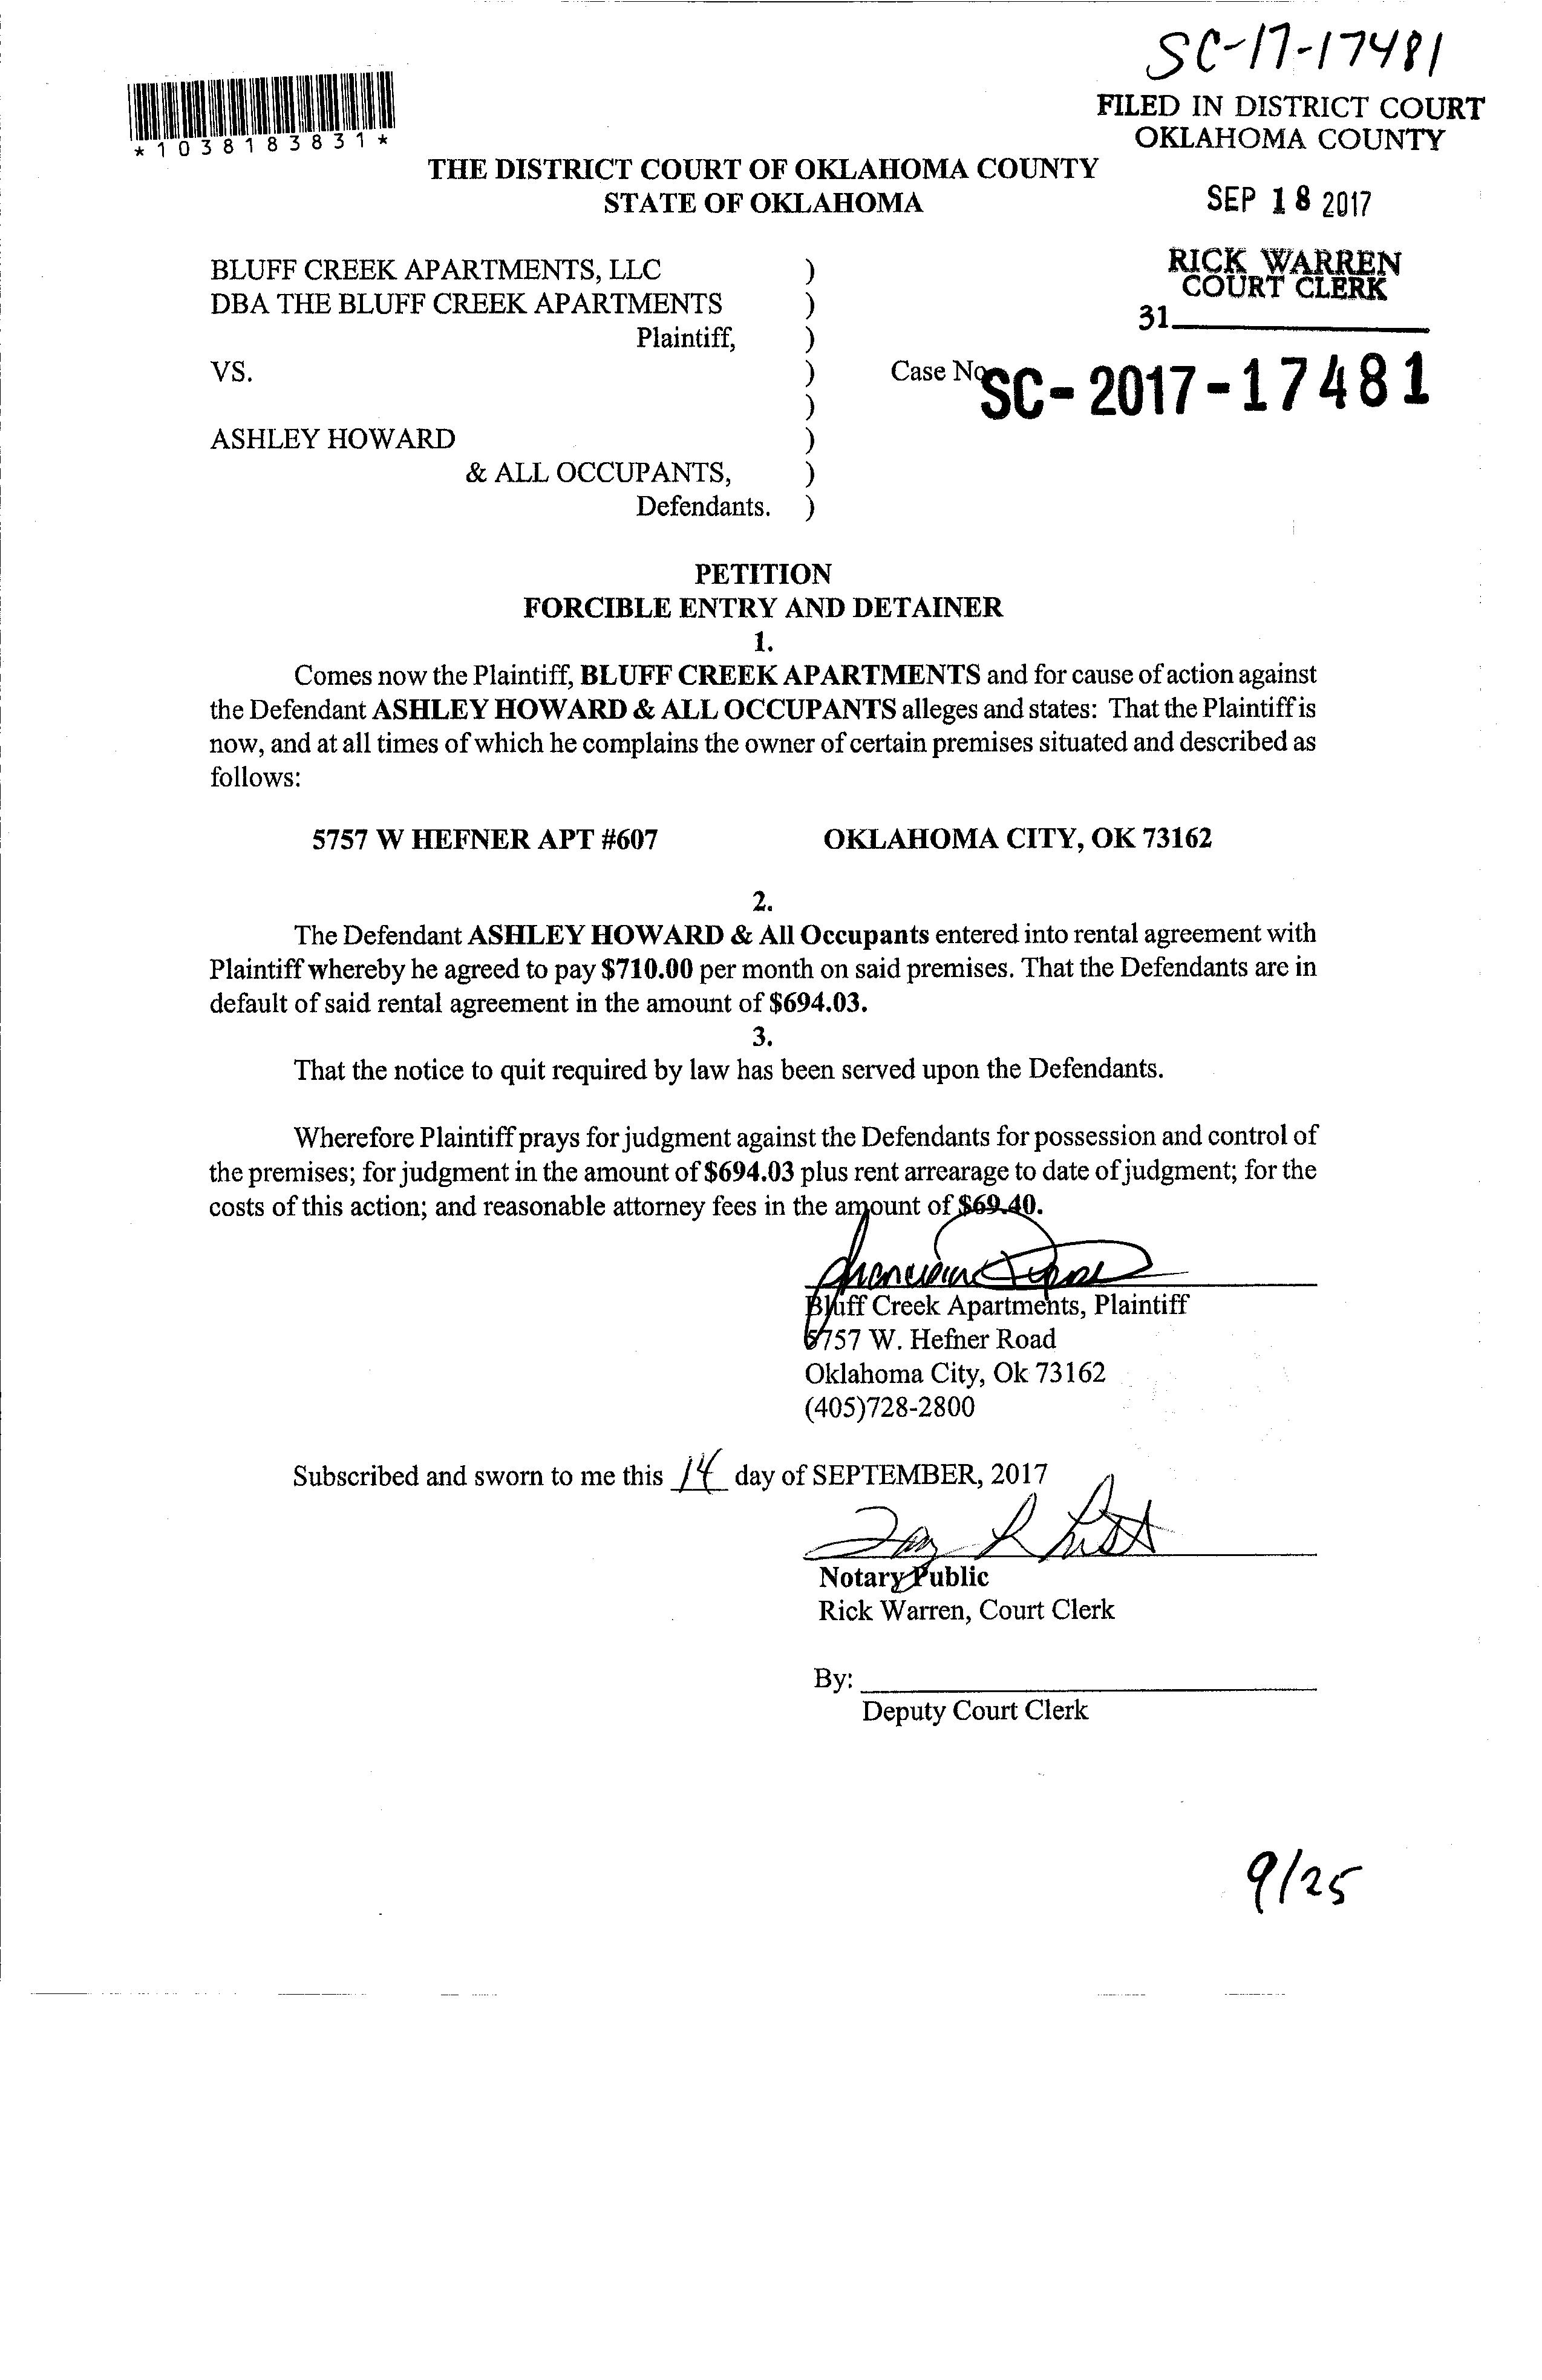 SC-17-17481
FILED IN DISTRICT COURT
OKLAHOMA COUNTY
*1038183831*
THE DISTRICT COURT OF OKLAHOMA COUNTY
STATE OF OKLAHOMA
SEP 18 2017
RICK WARREN
COURT CLERK
31
BLUFF CREEK APARTMENTS, LLC )
DBA THE BLUFF CREEK APARTMENTS )
Plaintiff, )
VS. ) Case No SC-2017-17481
)
ASHLEY HOWARD )
& ALL OCCUPANTS, )
Defendants. )
PETITION
FORCIBLE ENTRY AND DETAINER
1.
Comes now the Plaintiff, BLUFF CREEK APARTMENTS and for cause of action against
the Defendant ASHLEY HOWARD & ALL OCCUPANTS alleges and states: That the Plaintiff is
now, and at all times of which he complains the owner of certain premises situated and described as
follows:
5757 W HEFNER APT #607 OKLAHOMA CITY, OK 73162
2.
The Defendant ASHLEY HOWARD & All Occupants entered into rental agreement with
Plaintiff whereby he agreed to pay $710.00 per month on said premises. That the Defendants are in
default of said rental agreement in the amount of $694.03.
3.
That the notice to quit required by law has been served upon the Defendants.
Wherefore Plaintiff prays for judgment against the Defendants for possession and control of
the premises; for judgment in the amount of $694.03 plus rent arrearage to date of judgment; for the
costs of this action; and reasonable attorney fees in the amount of $69.40.
Bluff Creek Apartments, Plaintiff
5757 W. Hefner Road
Oklahoma City, Ok 73162
(405)728-2800
Subscribed and sworn to me this 14 day of SEPTEMBER, 2017
Notary Public
Rick Warren, Court Clerk
By:
Deputy Court Clerk
9/25